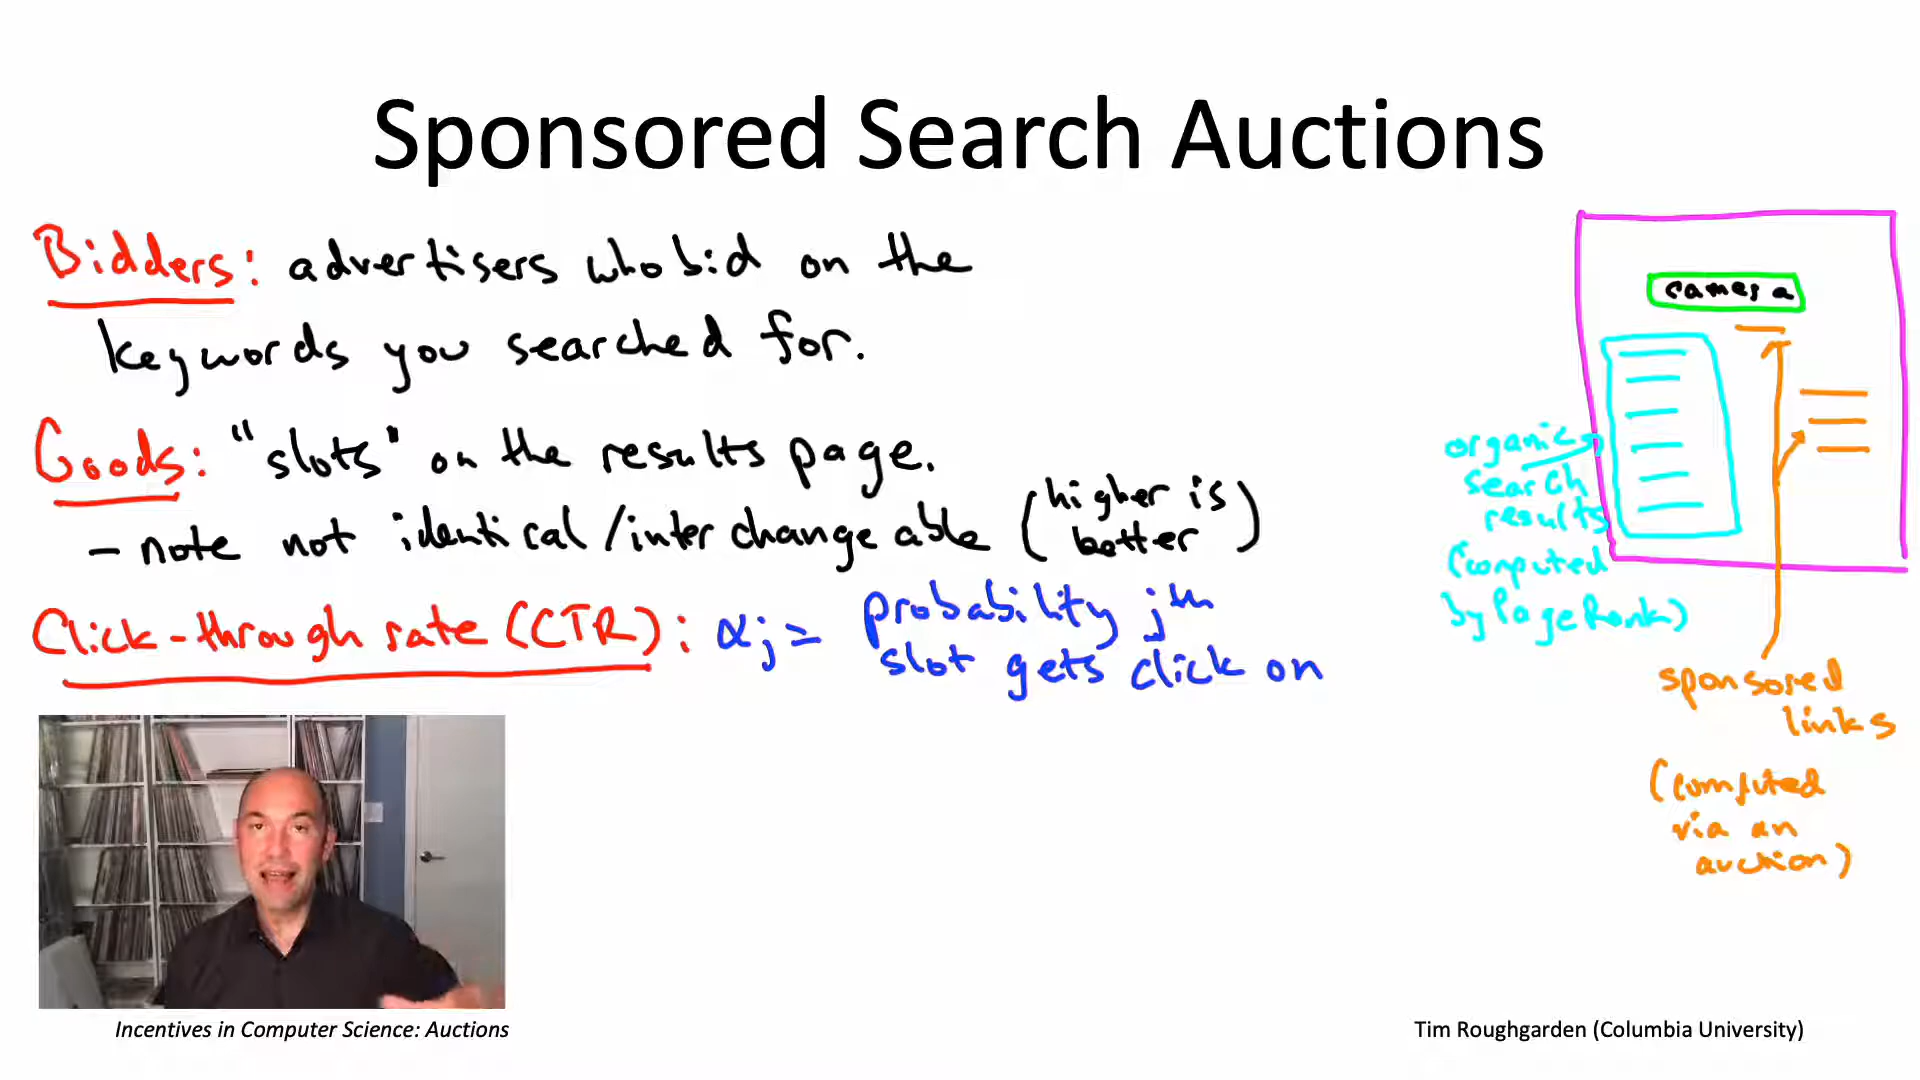 Sponsored Search Auctions
Bidders: advertisers who bid on the
keywords you searched for.
Goods: "slots" on the results page.
- note not identical/interchangeable (higher is better)
Click-through rate (CTR): αj = probability jth
slot gets click on
camera
organic
search
results
(computed
by PageRank)
sponsored
links
(computed
via an
auction)
Incentives in Computer Science: Auctions
Tim Roughgarden (Columbia University)